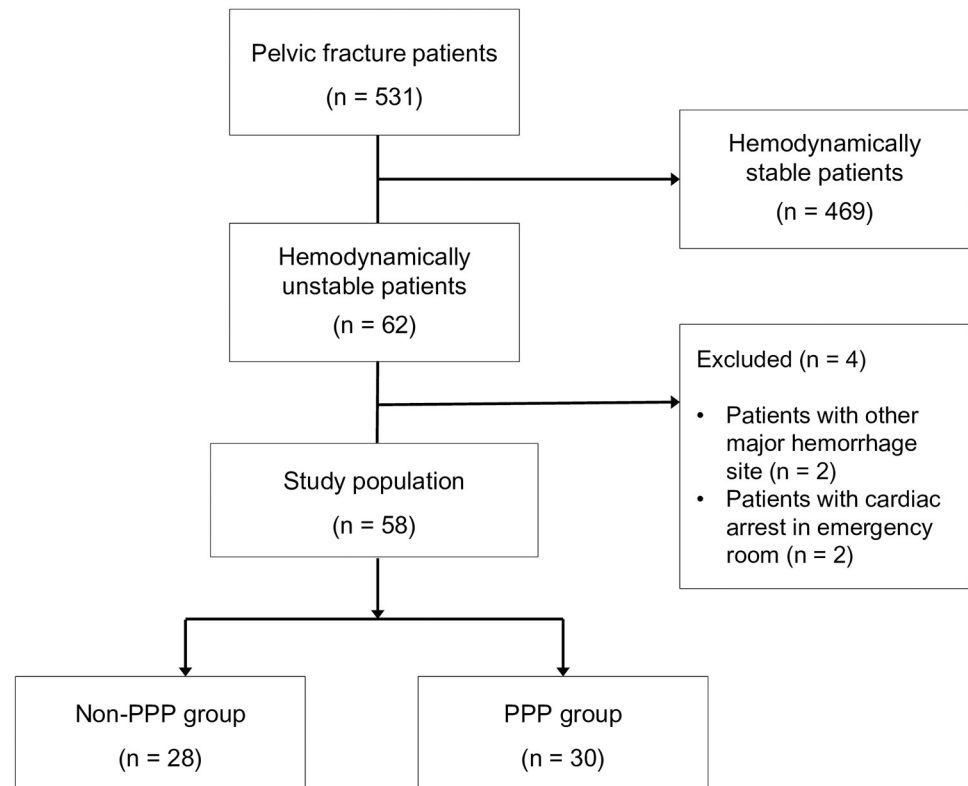 Pelvic fracture patients
(n = 531)
Hemodynamically
stable patients
(n = 469)
Hemodynamically
unstable patients
(n = 62)
Excluded (n = 4)
• Patients with other
major hemorrhage
site (n = 2)
• Patients with cardiac
arrest in emergency
room (n = 2)
Study population
(n = 58)
Non-PPP group
(n = 28)
PPP group
(n = 30)